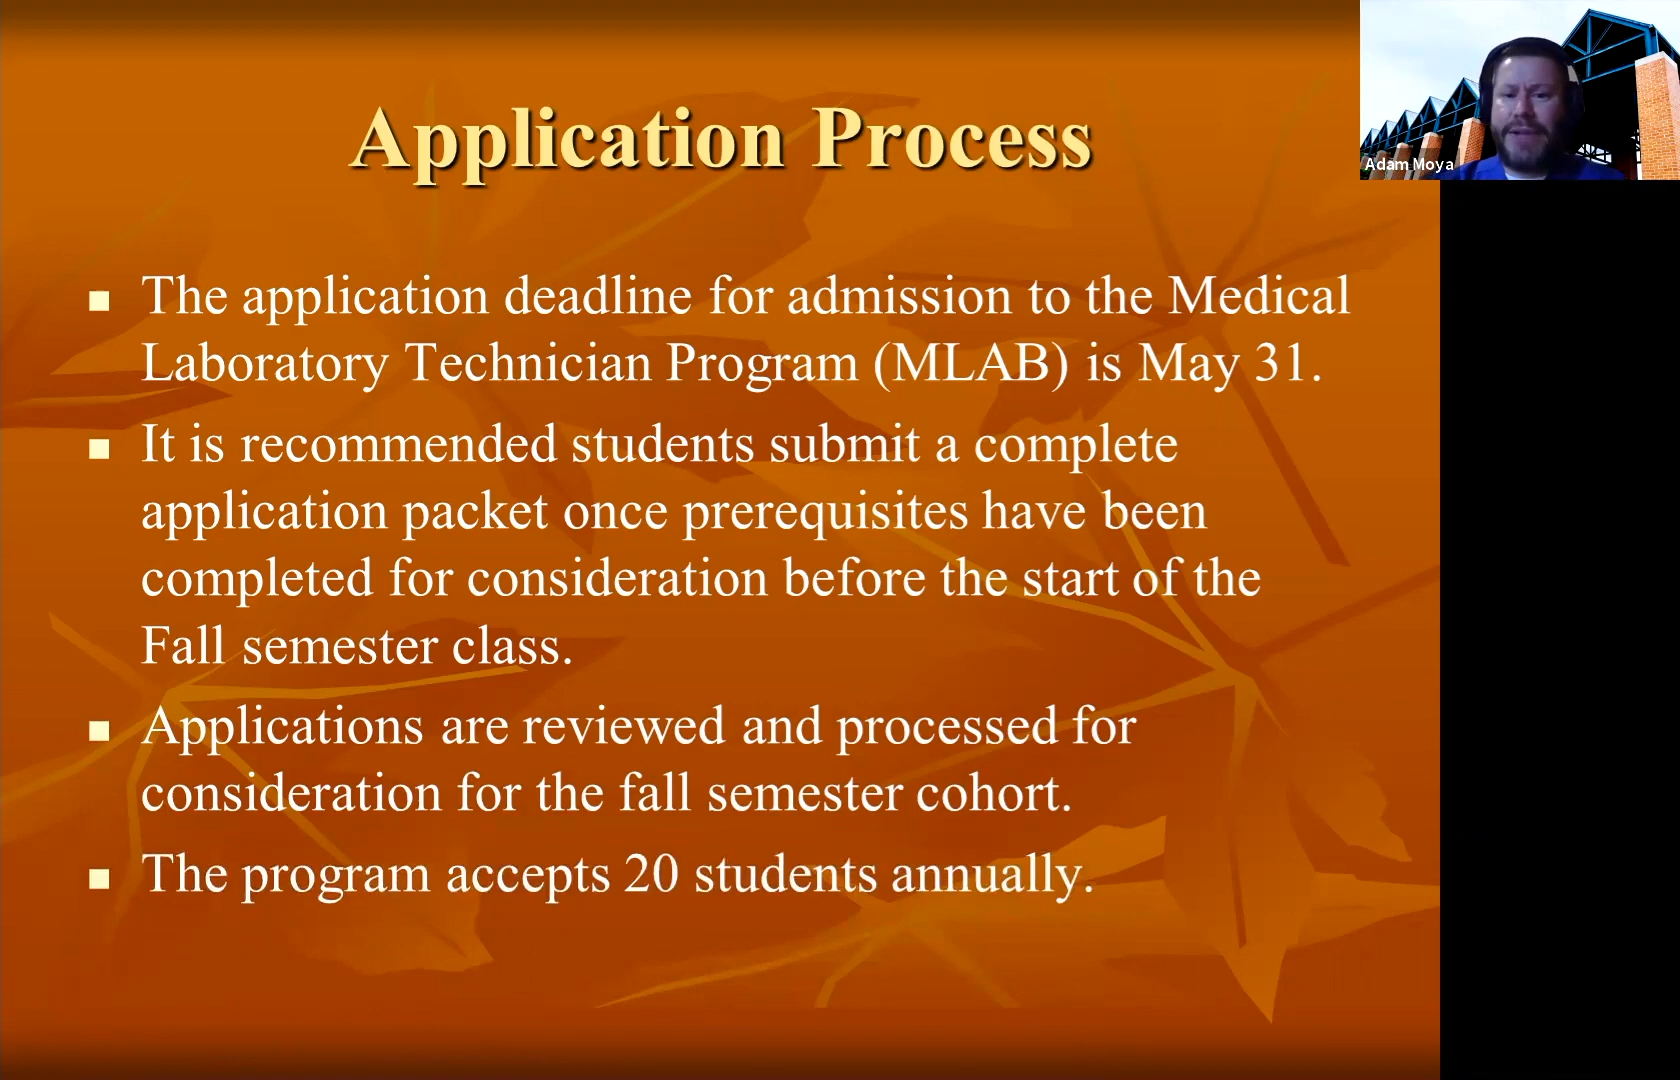 Application Process
Adam Moya
The application deadline for admission to the Medical
Laboratory Technician Program (MLAB) is May 31.
It is recommended students submit a complete
application packet once prerequisites have been
completed for consideration before the start of the
Fall semester class.
Applications are reviewed and processed for
consideration for the fall semester cohort.
The program accepts 20 students annually.